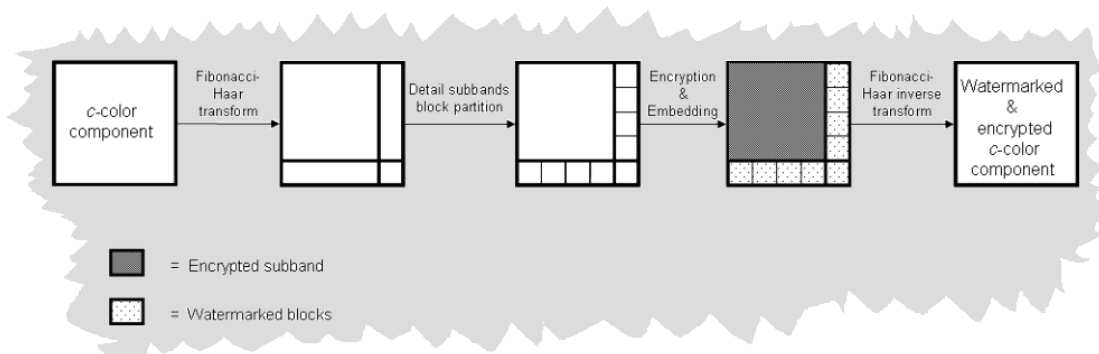 c-color
component
Fibonacci-
Haar
transform
Detail subbands
block partition
Encryption
&
Embedding
Fibonacci-
Haar inverse
transform
Watermarked
&
encrypted
c-color
component
= Encrypted subband
= Watermarked blocks